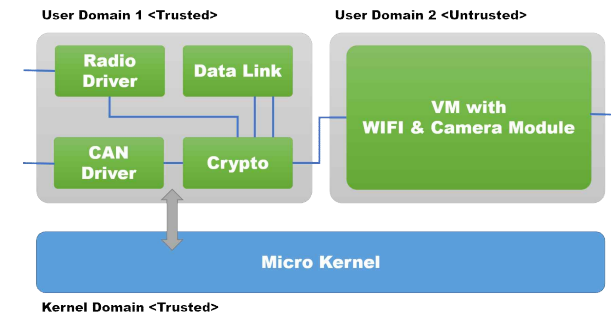 User Domain 1 <Trusted>
User Domain 2 <Untrusted>
Radio
Driver
Data Link
VM with
WIFI & Camera Module
CAN
Driver
Crypto
Micro Kernel
Kernel Domain <Trusted>